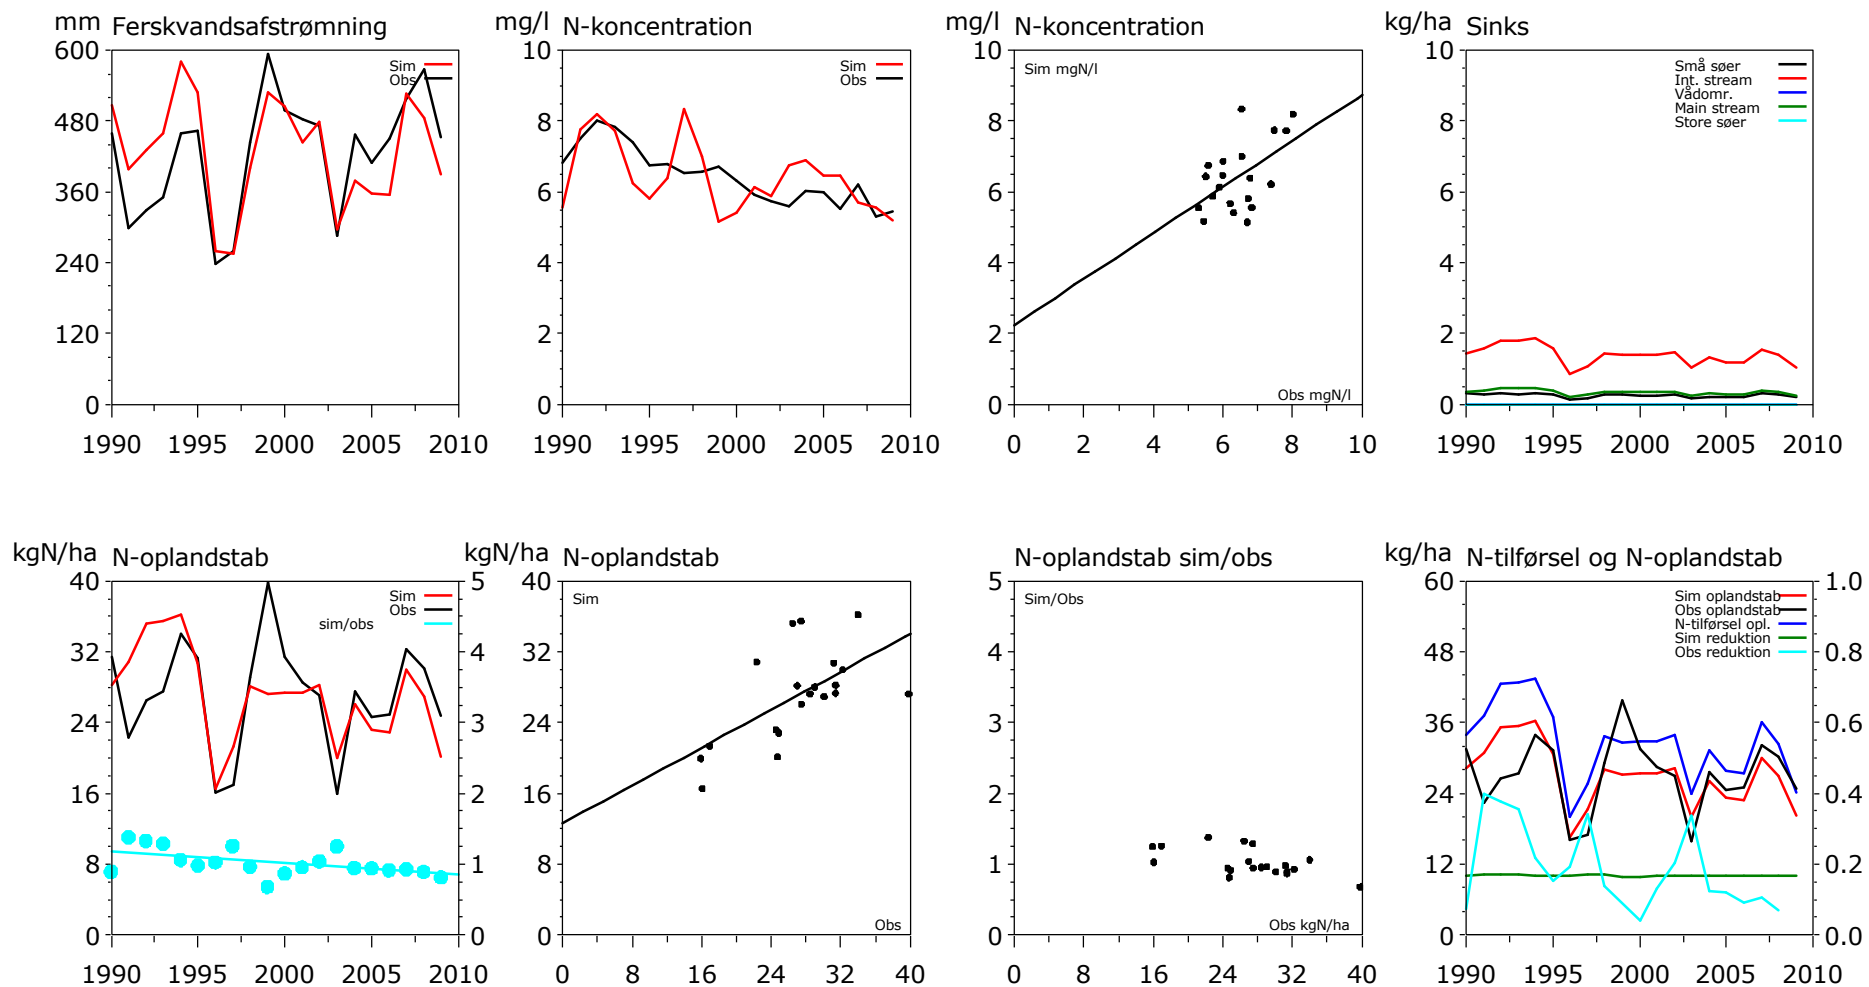 mm Ferskvandsafstrømning
Sim
Obs
600
480
360
240
120
0
1990 1995 2000 2005 2010
mg/l N-koncentration
Sim
Obs
10
8
6
4
2
0
1990 1995 2000 2005 2010
mg/l N-koncentration
Sim mgN/l
10
8
6
4
2
0
Obs mgN/l
0 2 4 6 8 10
kg/ha Sinks
Små søer
Int. stream
Vådomr.
Main stream
Store søer
10
8
6
4
2
0
1990 1995 2000 2005 2010
kgN/ha N-oplandstab
Sim
Obs
sim/obs
40
32
24
16
8
0
5
4
3
2
1
0
1990 1995 2000 2005 2010
kgN/ha N-oplandstab
Sim
40
32
24
16
8
0
Obs
0 8 16 24 32 40
N-oplandstab sim/obs
Sim/Obs
5
4
3
2
1
0
Obs kgN/ha
0 8 16 24 32 40
kg/ha N-tilførsel og N-oplandstab
Sim oplandstab
Obs oplandstab
N-tilførsel opl.
Sim reduktion
Obs reduktion
60
48
36
24
12
0
1.0
0.8
0.6
0.4
0.2
0.0
1990 1995 2000 2005 2010